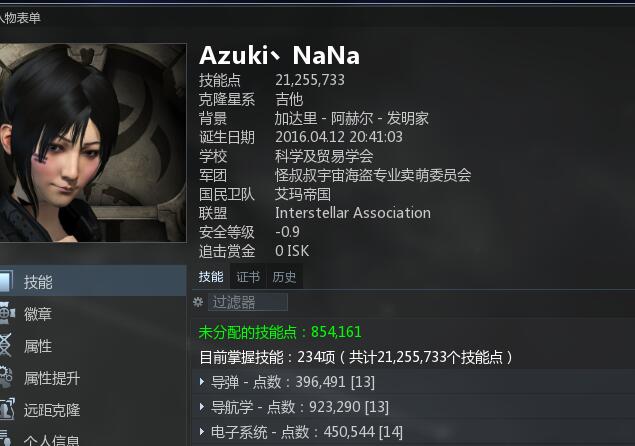 人物表单
Azuki丶NaNa
技能点 21,255,733
克隆星系 吉他
背景 加达里 - 阿赫尔 - 发明家
诞生日期 2016.04.12 20:41:03
学校 科学及贸易学会
军团 怪叔叔宇宙海盗专业卖萌委员会
国民卫队 艾玛帝国
联盟 Interstellar Association
安全等级 -0.9
追击赏金 0 ISK
技能 证书 历史
过滤器
未分配的技能点：854,161
目前掌握技能：234项（共计21,255,733个技能点）
导弹 - 点数：396,491 [13]
导航学 - 点数：923,290 [13]
电子系统 - 点数：450,544 [14]
技能
徽章
属性
属性提升
远距克隆
个人信息